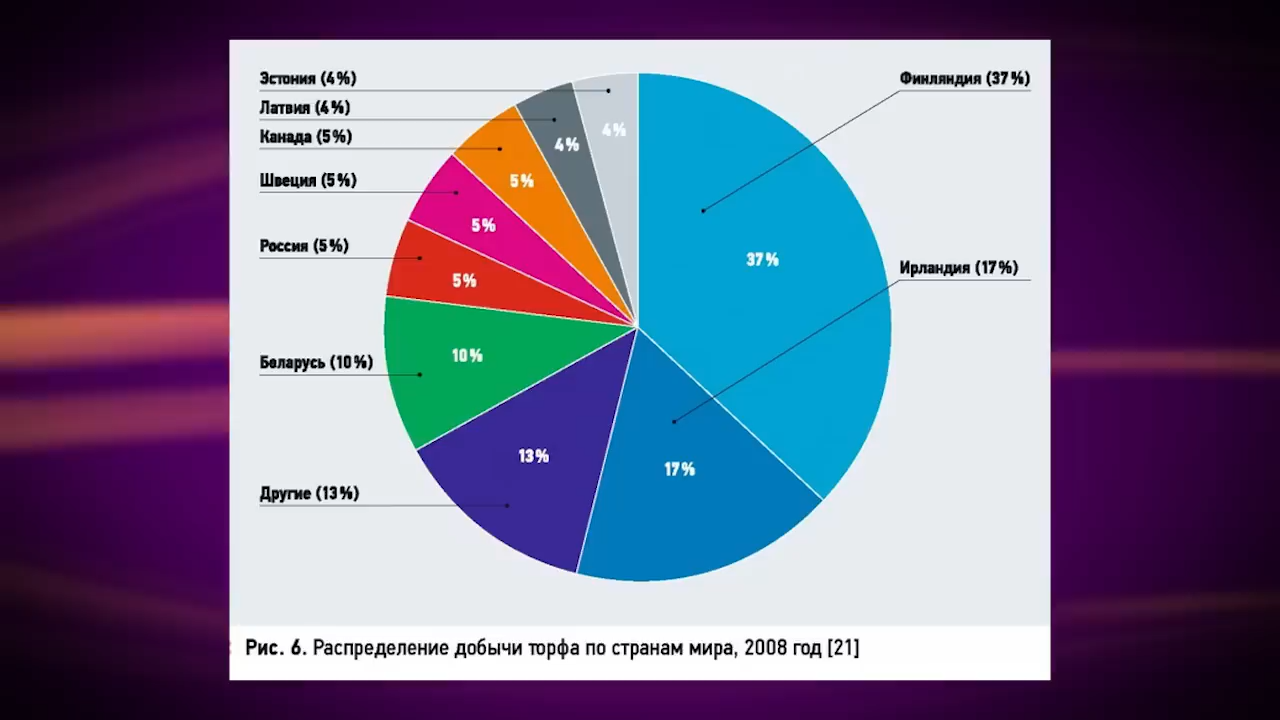 Эстония (4%)
Латвия (4%)
Канада (5%)
Швеция (5%)
Россия (5%)
Беларусь (10%)
Другие (13%)
Финляндия (37%)
Ирландия (17%)
4%
4%
5%
5%
5%
10%
13%
37%
17%
Рис. 6. Распределение добычи торфа по странам мира, 2008 год [21]